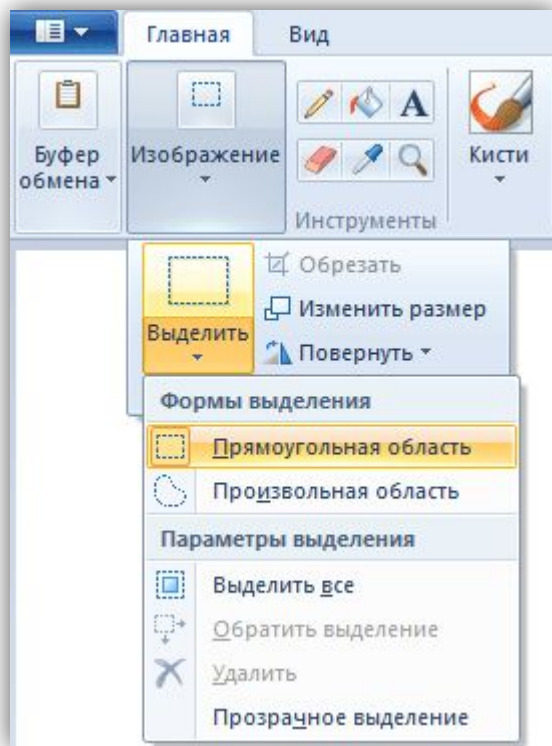 Главная Вид
Буфер обмена
Изображение
Инструменты
Кисти
Выделить
Обрезать
Изменить размер
Повернуть
Формы выделения
Прямоугольная область
Произвольная область
Параметры выделения
Выделить все
Обратить выделение
Удалить
Прозрачное выделение